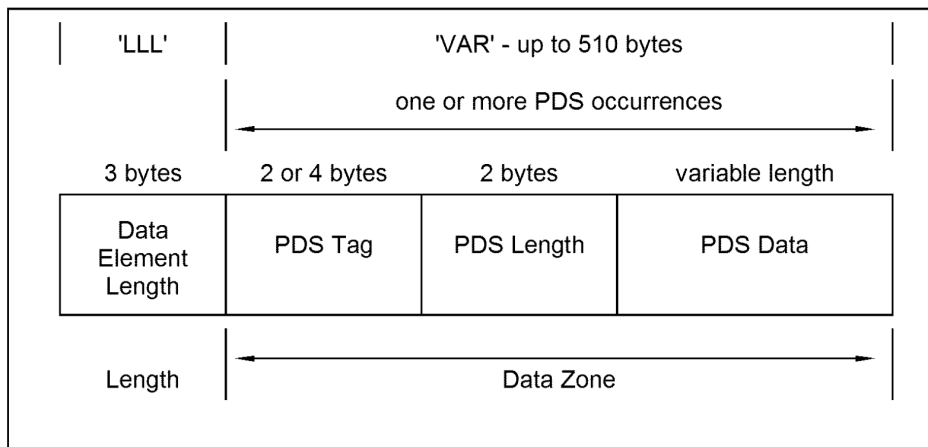 'LLL' 'VAR' - up to 510 bytes
one or more PDS occurrences
3 bytes 2 or 4 bytes 2 bytes variable length
Data
Element
Length
PDS Tag
PDS Length
PDS Data
Length Data Zone